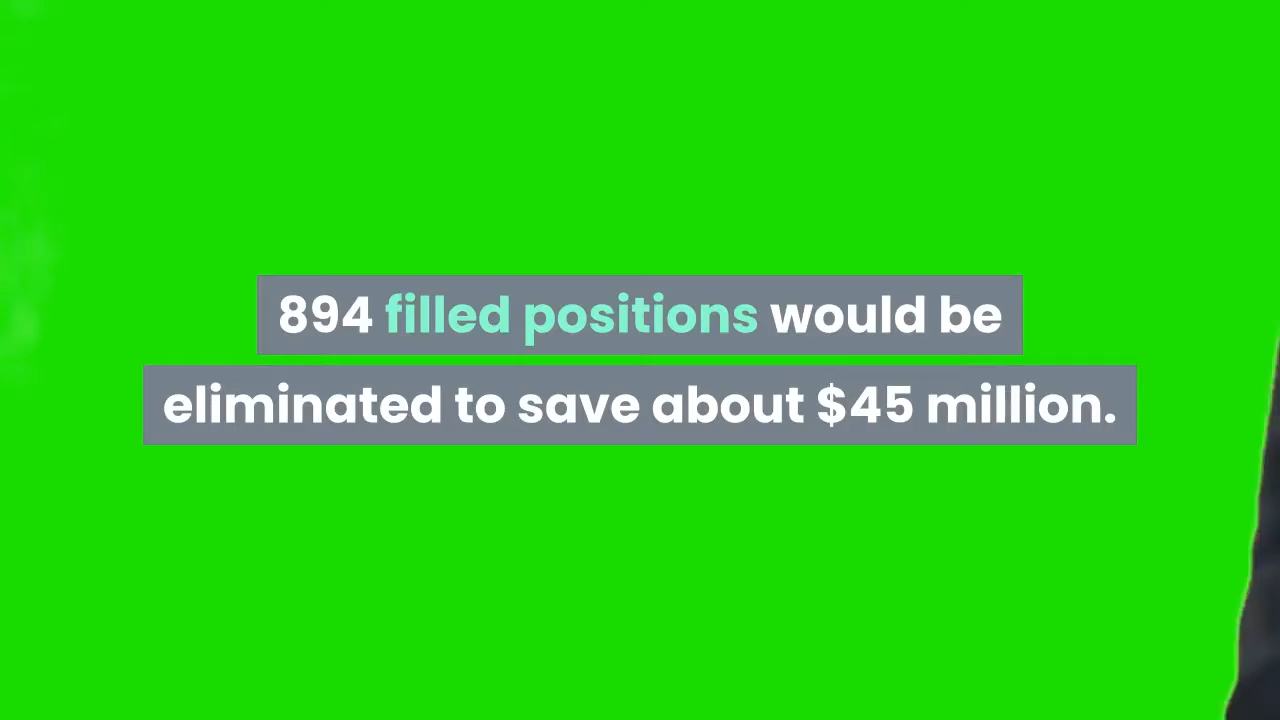 894 filled positions would be
eliminated to save about $45 million.